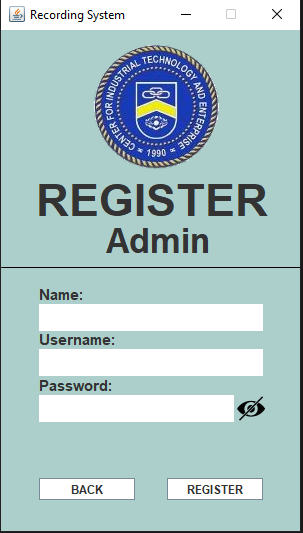 Recording System
CENTER FOR INDUSTRIAL TECHNOLOGY AND ENTERPRISE
1990
REGISTER
Admin
Name:
Username:
Password:
BACK
REGISTER